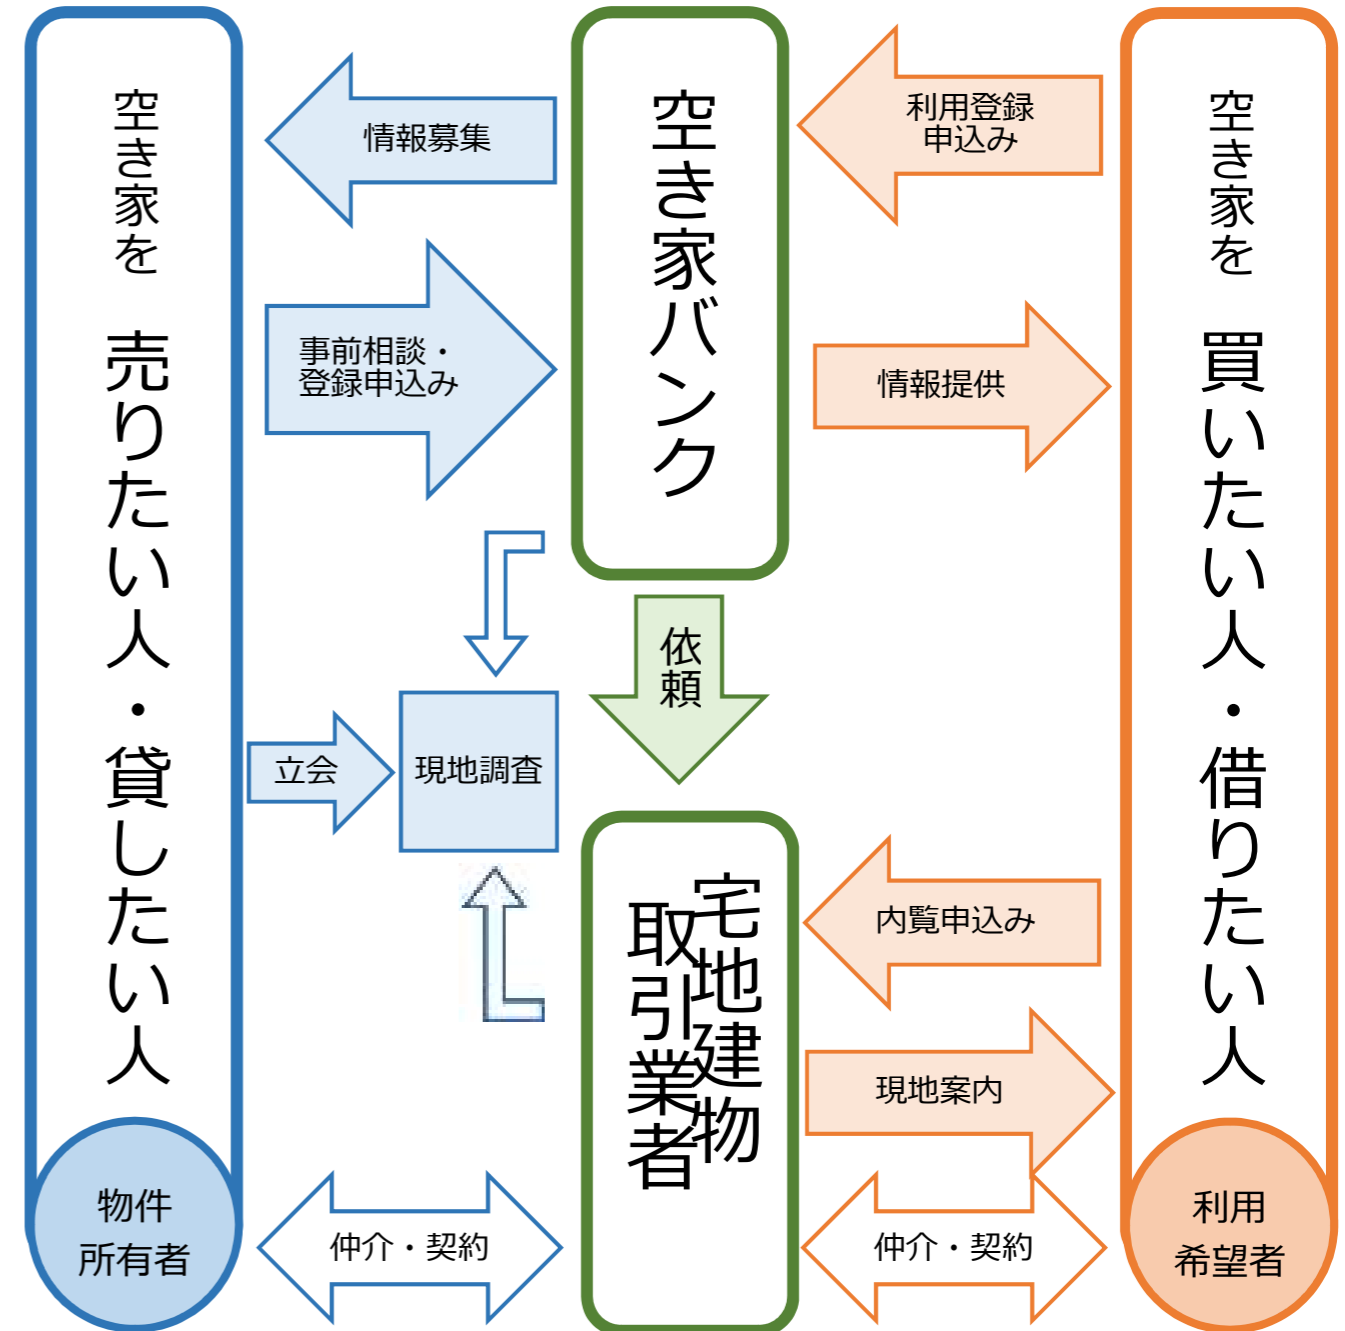 空き家を 売りたい人・貸したい人
物件
所有者
情報募集
事前相談・
登録申込み
立会
現地調査
仲介・契約
空き家バンク
依頼
宅地建物
取引業者
利用登録
申込み
情報提供
内覧申込み
現地案内
仲介・契約
空き家を 買いたい人・借りたい人
利用
希望者